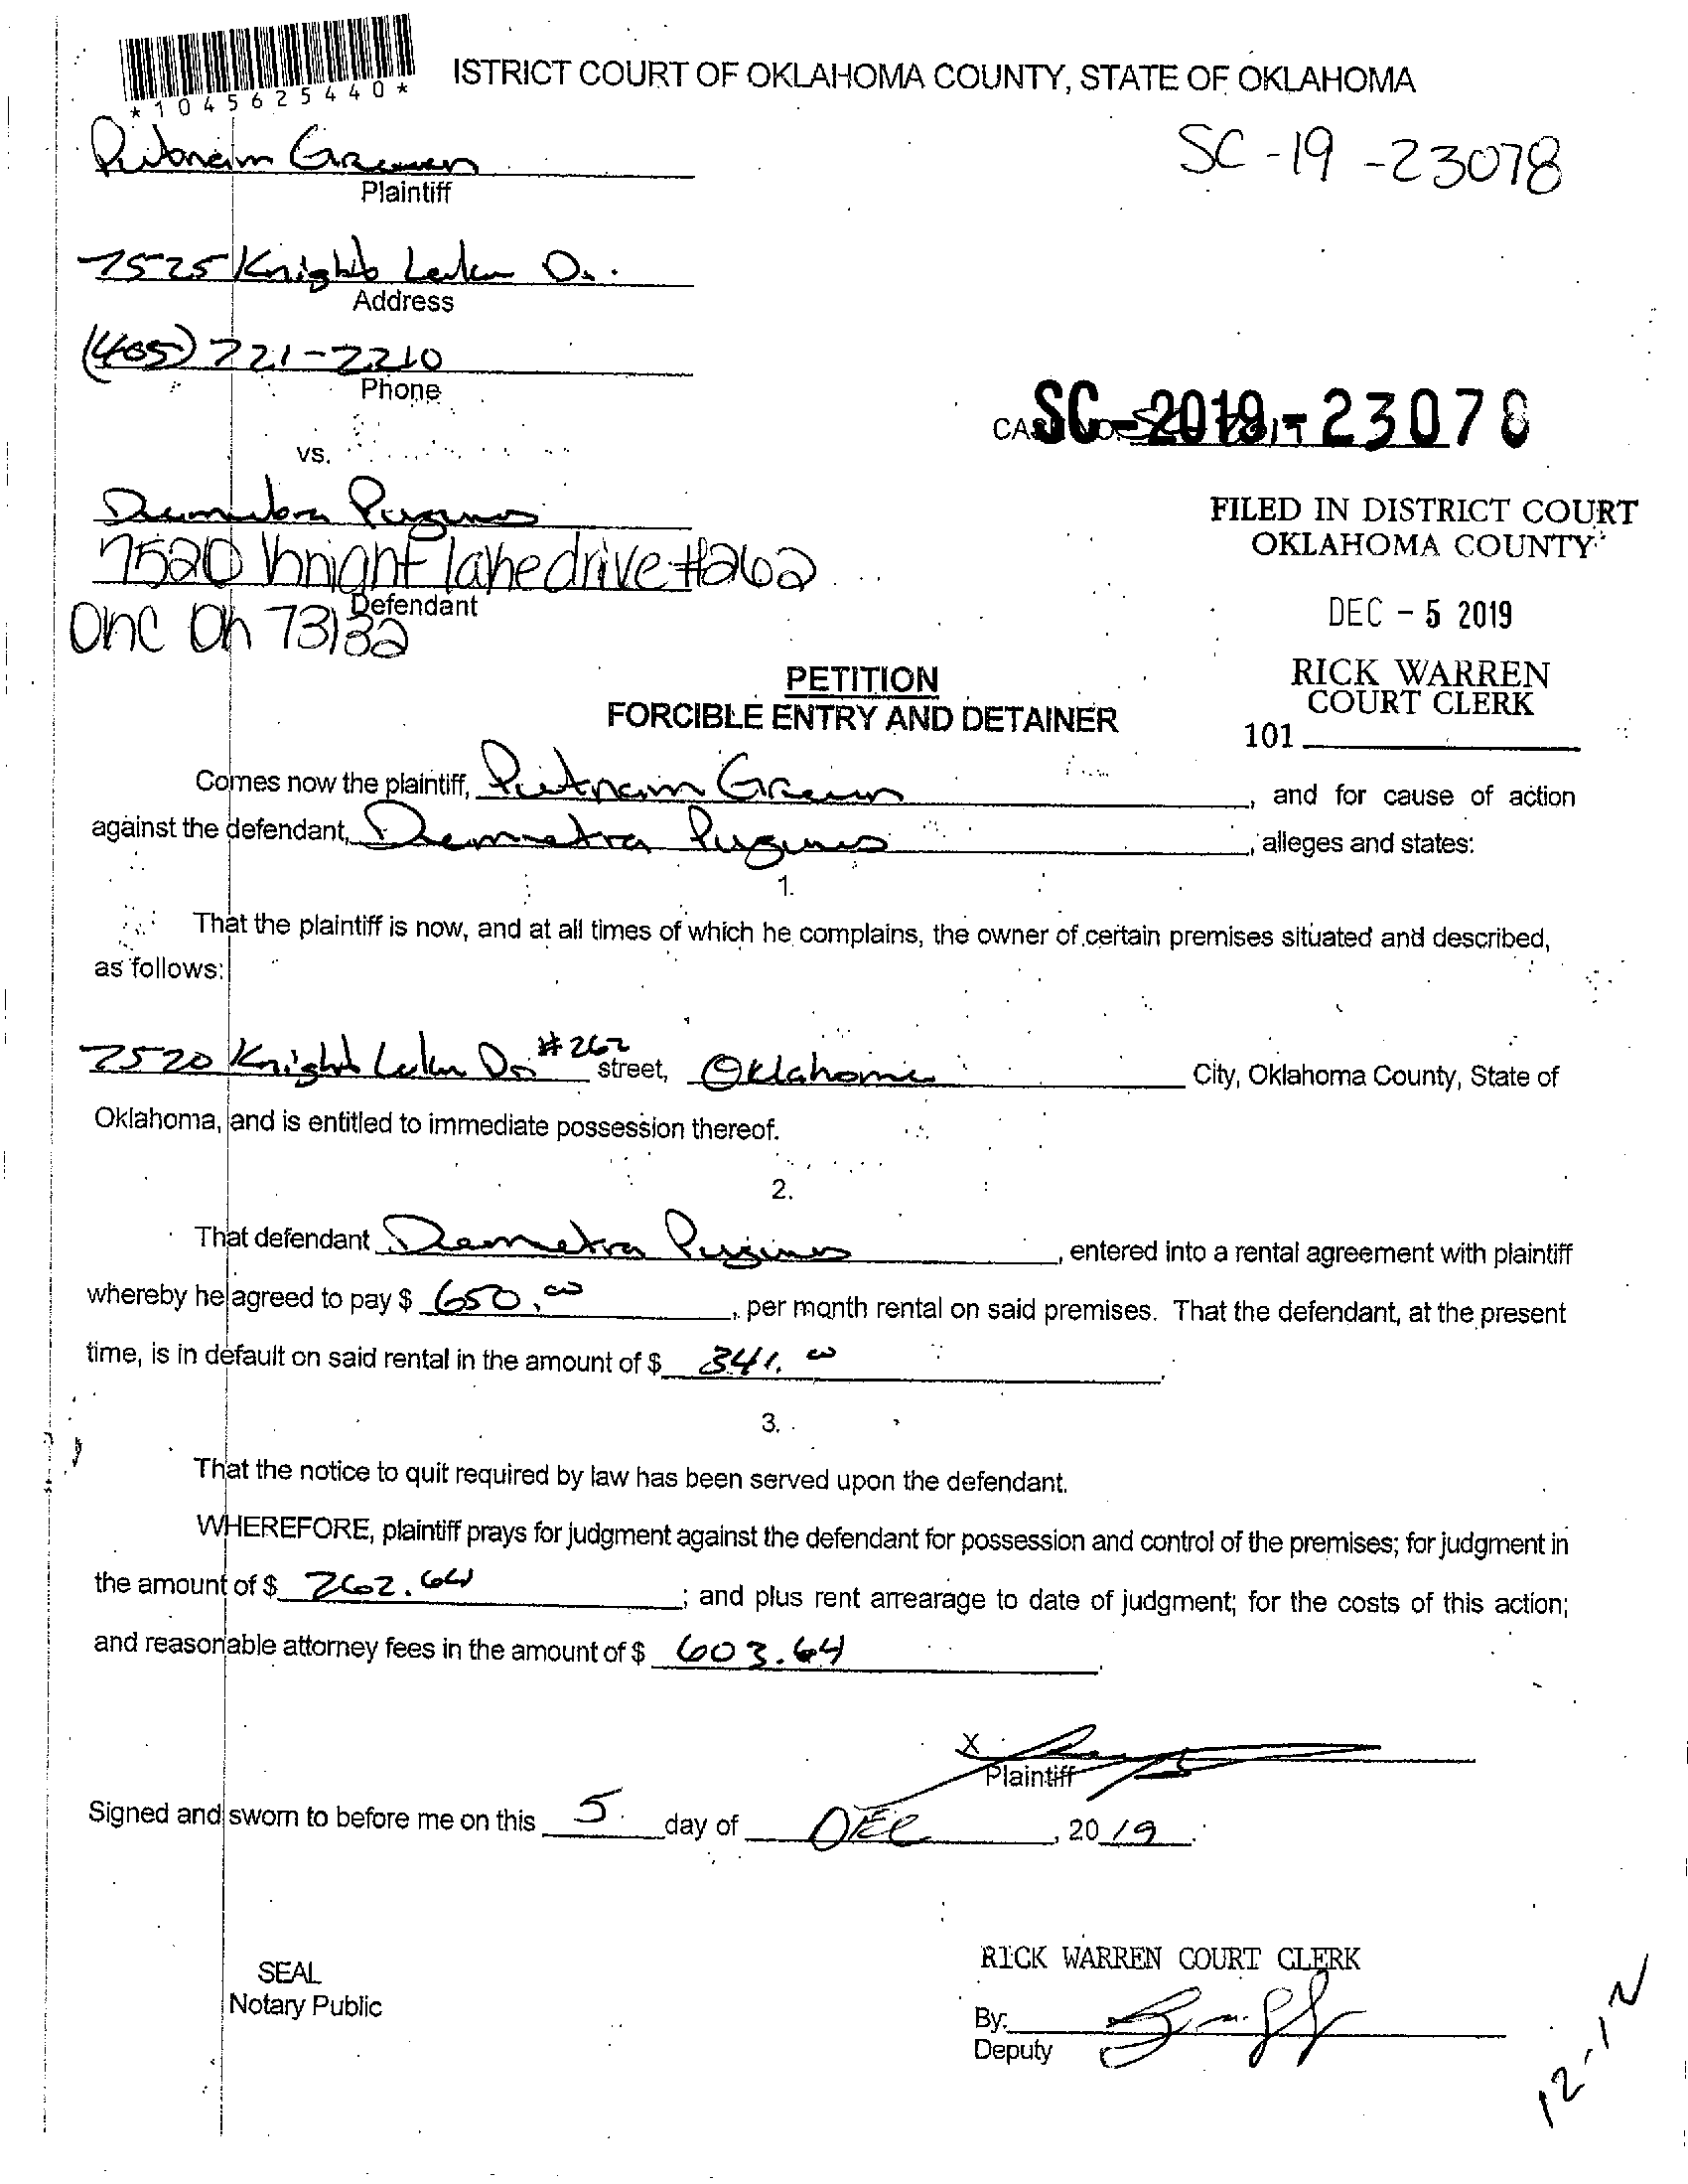 *1045625440*
ISTRICT COURT OF OKLAHOMA COUNTY, STATE OF OKLAHOMA
SC-19-23078
Putnam Green
Plaintiff
7525 Knights Lake Dr.
Address
(405) 721-2210
Phone
SC-2019-23078
vs.
FILED IN DISTRICT COURT
OKLAHOMA COUNTY
Demetra
7520 knight lake drive #262
Defendant
OKC Ok 73132
DEC - 5 2019
RICK WARREN
COURT CLERK
101
PETITION
FORCIBLE ENTRY AND DETAINER
Comes now the plaintiff, Putnam Green, and for cause of action
against the defendant, Demetra, alleges and states:
1.
That the plaintiff is now, and at all times of which he complains, the owner of certain premises situated and described,
as follows:
7520 Knights Lake Dr #262 street, Oklahoma City, Oklahoma County, State of
Oklahoma, and is entitled to immediate possession thereof.
2.
That defendant Demetra, entered into a rental agreement with plaintiff
whereby he agreed to pay $ 650.00, per month rental on said premises. That the defendant, at the present
time, is in default on said rental in the amount of $ 341.00.
3.
That the notice to quit required by law has been served upon the defendant.
WHEREFORE, plaintiff prays for judgment against the defendant for possession and control of the premises; for judgment in
the amount of $ 262.64; and plus rent arrearage to date of judgment; for the costs of this action;
and reasonable attorney fees in the amount of $ 603.64.
X
Plaintiff
Signed and sworn to before me on this 5 day of DEC, 2019.
SEAL
Notary Public
RICK WARREN COURT CLERK
By:
Deputy
12-12